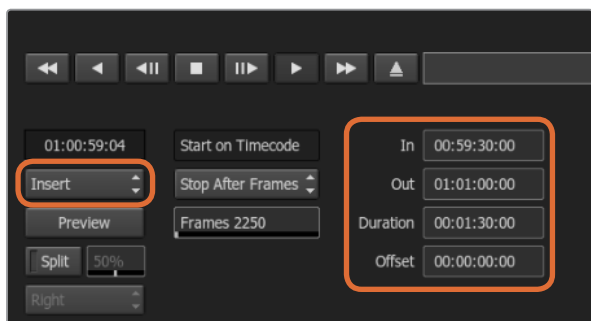 01:00:59:04 Start on Timecode In 00:59:30:00
Insert Stop After Frames Out 01:01:00:00
Preview Frames 2250 Duration 00:01:30:00
Split 50% Offset 00:00:00:00
Right